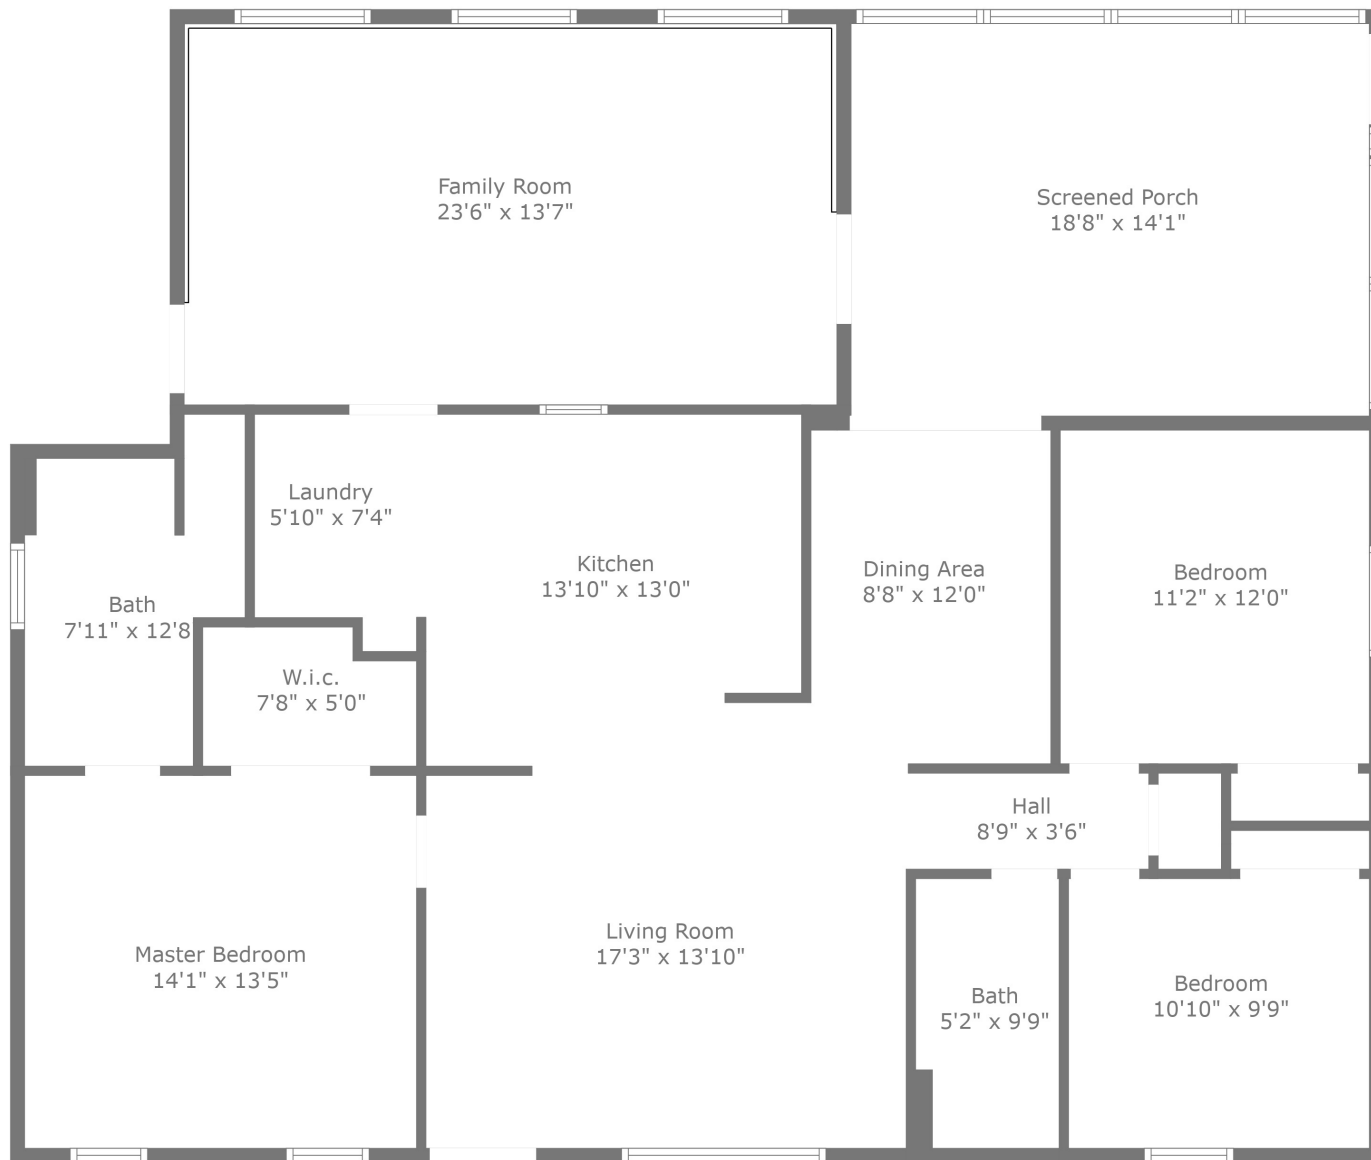 Family Room
23'6" x 13'7"
Screened Porch
18'8" x 14'1"
Laundry
5'10" x 7'4"
Kitchen
13'10" x 13'0"
Dining Area
8'8" x 12'0"
Bedroom
11'2" x 12'0"
Bath
7'11" x 12'8
W.i.c.
7'8" x 5'0"
Hall
8'9" x 3'6"
Living Room
17'3" x 13'10"
Master Bedroom
14'1" x 13'5"
Bath
5'2" x 9'9"
Bedroom
10'10" x 9'9"